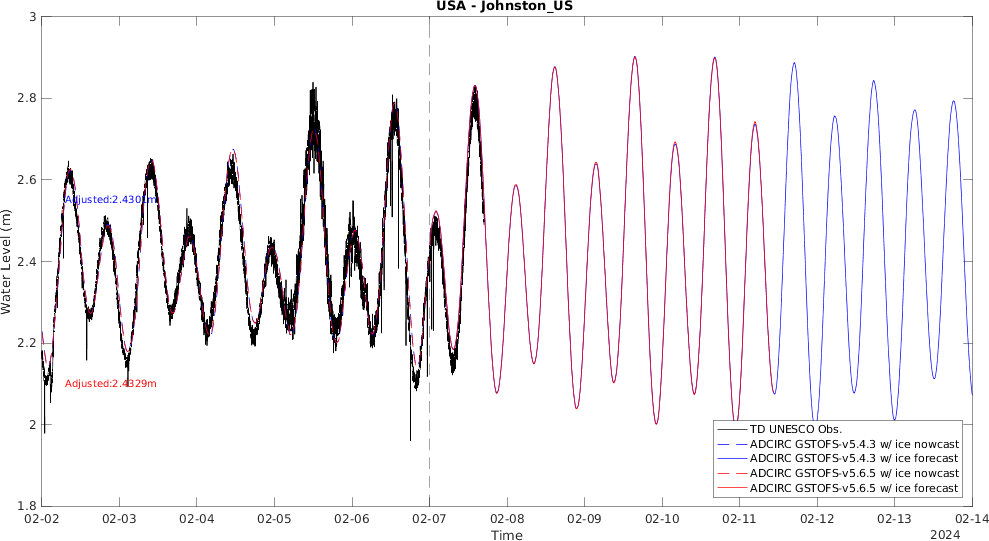 USA - Johnston_US
3
2.8
2.6
2.4
2.2
2
1.8
Water Level (m)
Adjusted:2.4301m
Adjusted:2.4329m
TD UNESCO Obs.
ADCIRC GSTOFS-v5.4.3 w/ ice nowcast
ADCIRC GSTOFS-v5.4.3 w/ ice forecast
ADCIRC GSTOFS-v5.6.5 w/ ice nowcast
ADCIRC GSTOFS-v5.6.5 w/ ice forecast
02-02 02-03 02-04 02-05 02-06 02-07 02-08 02-09 02-10 02-11 02-12 02-13 02-14
Time
2024